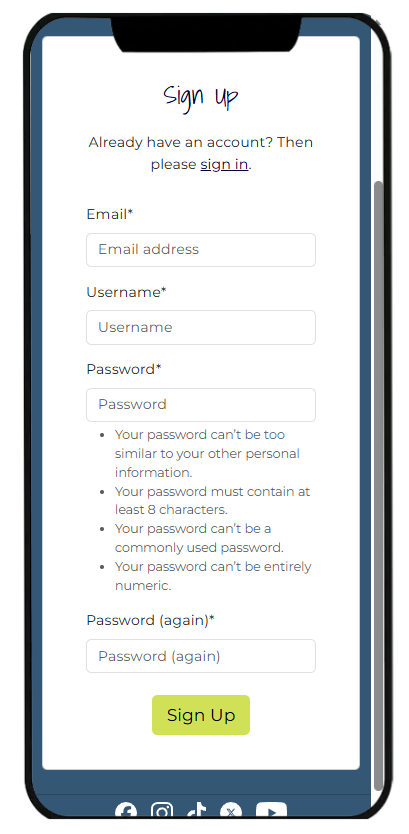 Sign Up
Already have an account? Then
please sign in.
Email*
Email address
Username*
Username
Password*
Password
• Your password can't be too
similar to your other personal
information.
• Your password must contain at
least 8 characters.
• Your password can't be a
commonly used password.
• Your password can't be entirely
numeric.
Password (again)*
Password (again)
Sign Up